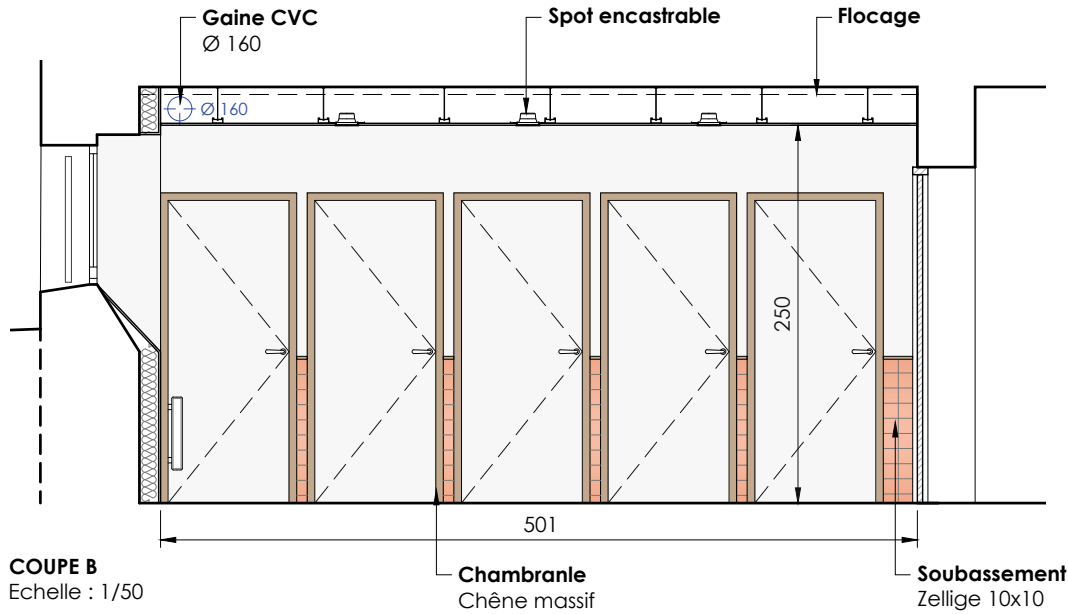 Gaine CVC
Ø 160
Spot encastrable
Flocage
Ø 160
250
501
COUPE B
Echelle : 1/50
Chambranle
Chêne massif
Soubassement
Zellige 10x10